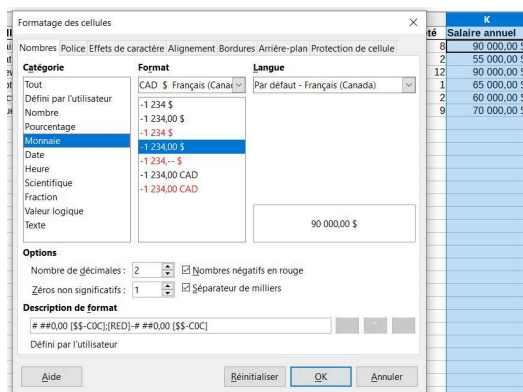 Formatage des cellules
K
té Salaire annuel
Nombres Police Effets de caractère Alignement Bordures Arrière-plan Protection de cellule
8 90 000,00 $
2 55 000,00 $
12 90 000,00 $
1 65 000,00 $
2 60 000,00 $
9 70 000,00 $
Catégorie
Tout
Défini par l'utilisateur
Nombre
Pourcentage
Monnaie
Date
Heure
Scientifique
Fraction
Valeur logique
Texte
Format
CAD $ Français (Cana
-1 234 $
-1 234,00 $
-1 234 $
-1 234,00 $
-1 234,-- $
-1 234,00 CAD
-1 234,00 CAD
Langue
Par défaut - Français (Canada)
90 000,00 $
Options
Nombre de décimales : 2
Nombres négatifs en rouge
Zéros non significatifs : 1
Séparateur de milliers
Description de format
# ##0,00 [$$-C0C];[RED]-# ##0,00 [$$-C0C]
Défini par l'utilisateur
Aide
Réinitialiser
OK
Annuler